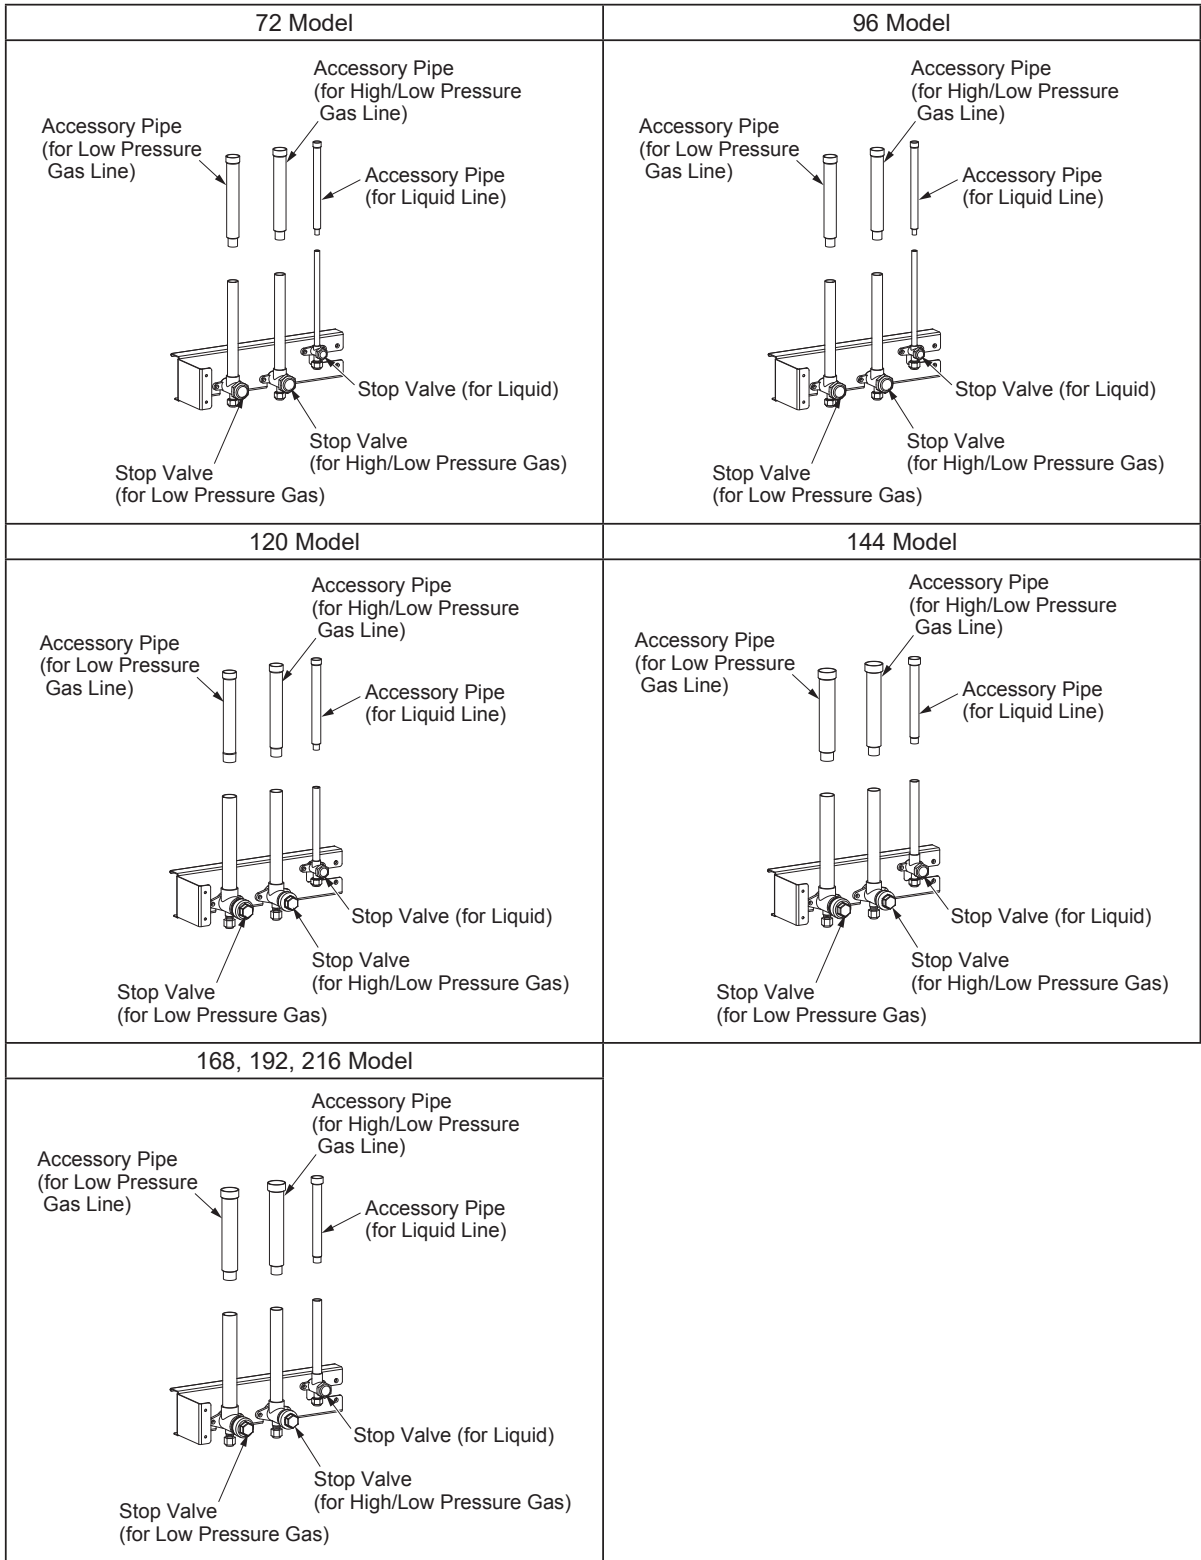 72 Model
Accessory Pipe
(for High/Low Pressure
Gas Line)
Accessory Pipe
(for Low Pressure
Gas Line)
Accessory Pipe
(for Liquid Line)
Stop Valve (for Liquid)
Stop Valve
(for High/Low Pressure Gas)
Stop Valve
(for Low Pressure Gas)
96 Model
Accessory Pipe
(for High/Low Pressure
Gas Line)
Accessory Pipe
(for Low Pressure
Gas Line)
Accessory Pipe
(for Liquid Line)
Stop Valve (for Liquid)
Stop Valve
(for High/Low Pressure Gas)
Stop Valve
(for Low Pressure Gas)
120 Model
Accessory Pipe
(for High/Low Pressure
Gas Line)
Accessory Pipe
(for Low Pressure
Gas Line)
Accessory Pipe
(for Liquid Line)
Stop Valve (for Liquid)
Stop Valve
(for High/Low Pressure Gas)
Stop Valve
(for Low Pressure Gas)
144 Model
Accessory Pipe
(for High/Low Pressure
Gas Line)
Accessory Pipe
(for Low Pressure
Gas Line)
Accessory Pipe
(for Liquid Line)
Stop Valve (for Liquid)
Stop Valve
(for High/Low Pressure Gas)
Stop Valve
(for Low Pressure Gas)
168, 192, 216 Model
Accessory Pipe
(for High/Low Pressure
Gas Line)
Accessory Pipe
(for Low Pressure
Gas Line)
Accessory Pipe
(for Liquid Line)
Stop Valve (for Liquid)
Stop Valve
(for High/Low Pressure Gas)
Stop Valve
(for Low Pressure Gas)